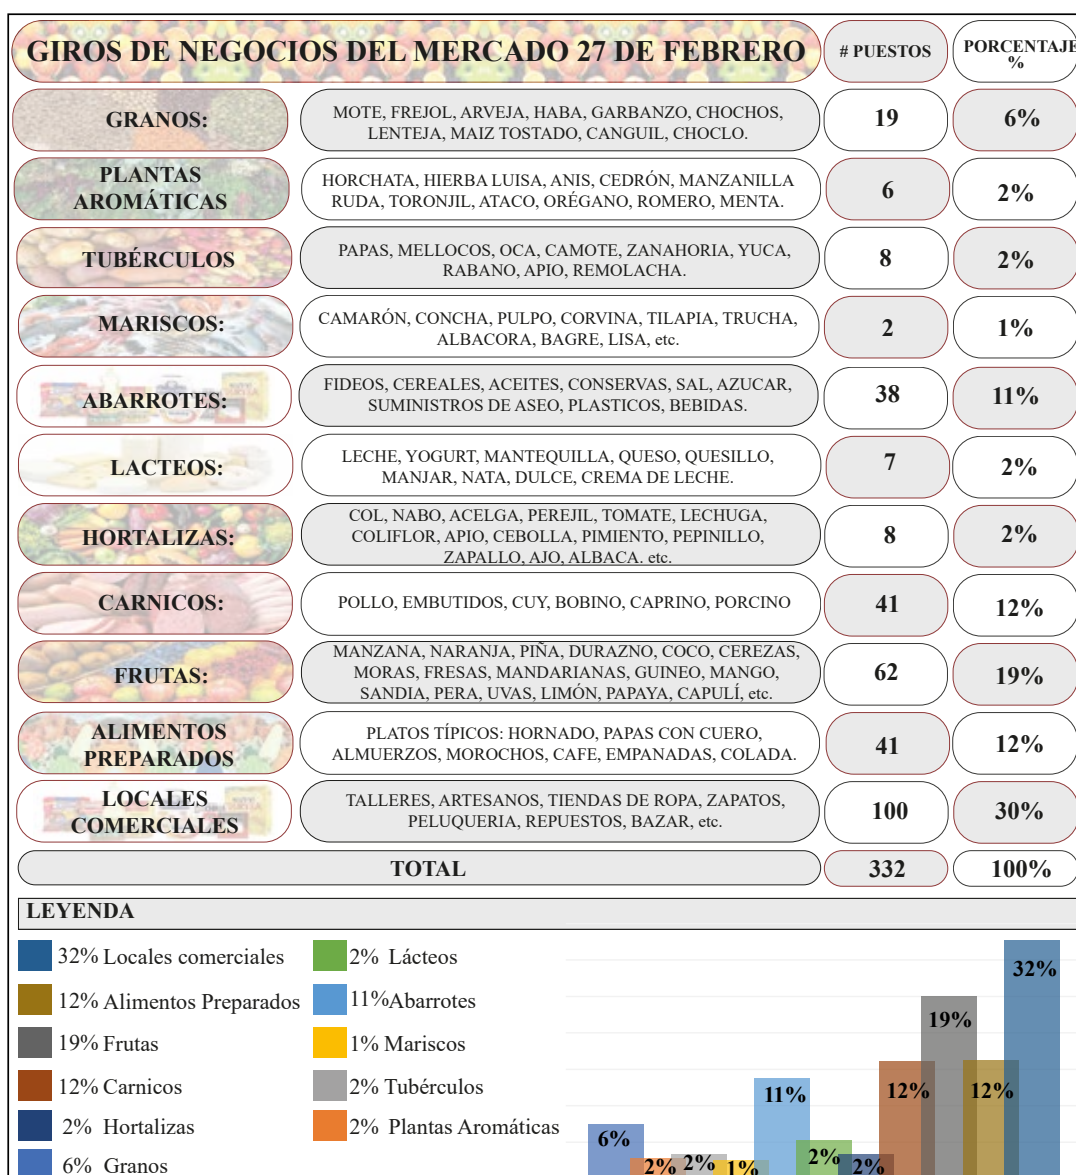 GIROS DE NEGOCIOS DEL MERCADO 27 DE FEBRERO
# PUESTOS
PORCENTAJE
%
GRANOS:
MOTE, FREJOL, ARVEJA, HABA, GARBANZO, CHOCHOS,
LENTEJA, MAIZ TOSTADO, CANGUIL, CHOCLO.
19
6%
PLANTAS
AROMÁTICAS
HORCHATA, HIERBA LUISA, ANIS, CEDRÓN, MANZANILLA
RUDA, TORONJIL, ATACO, ORÉGANO, ROMERO, MENTA.
6
2%
TUBÉRCULOS
PAPAS, MELLOCOS, OCA, CAMOTE, ZANAHORIA, YUCA,
RABANO, APIO, REMOLACHA.
8
2%
MARISCOS:
CAMARÓN, CONCHA, PULPO, CORVINA, TILAPIA, TRUCHA,
ALBACORA, BAGRE, LISA, etc.
2
1%
ABARROTES:
FIDEOS, CEREALES, ACEITES, CONSERVAS, SAL, AZUCAR,
SUMINISTROS DE ASEO, PLASTICOS, BEBIDAS.
38
11%
LACTEOS:
LECHE, YOGURT, MANTEQUILLA, QUESO, QUESILLO,
MANJAR, NATA, DULCE, CREMA DE LECHE.
7
2%
HORTALIZAS:
COL, NABO, ACELGA, PEREJIL, TOMATE, LECHUGA,
COLIFLOR, APIO, CEBOLLA, PIMIENTO, PEPINILLO,
ZAPALLO, AJO, ALBACA. etc.
8
2%
CARNICOS:
POLLO, EMBUTIDOS, CUY, BOBINO, CAPRINO, PORCINO
41
12%
FRUTAS:
MANZANA, NARANJA, PIÑA, DURAZNO, COCO, CEREZAS,
MORAS, FRESAS, MANDARIANAS, GUINEO, MANGO,
SANDIA, PERA, UVAS, LIMÓN, PAPAYA, CAPULÍ, etc.
62
19%
ALIMENTOS
PREPARADOS
PLATOS TÍPICOS: HORNADO, PAPAS CON CUERO,
ALMUERZOS, MOROCHOS, CAFE, EMPANADAS, COLADA.
41
12%
LOCALES
COMERCIALES
TALLERES, ARTESANOS, TIENDAS DE ROPA, ZAPATOS,
PELUQUERIA, REPUESTOS, BAZAR, etc.
100
30%
TOTAL
332
100%
LEYENDA
32% Locales comerciales
12% Alimentos Preparados
19% Frutas
12% Carnicos
2% Hortalizas
6% Granos
2% Lácteos
11%Abarrotes
1% Mariscos
2% Tubérculos
2% Plantas Aromáticas
6%
2%
2%
1%
11%
2%
2%
12%
19%
12%
32%